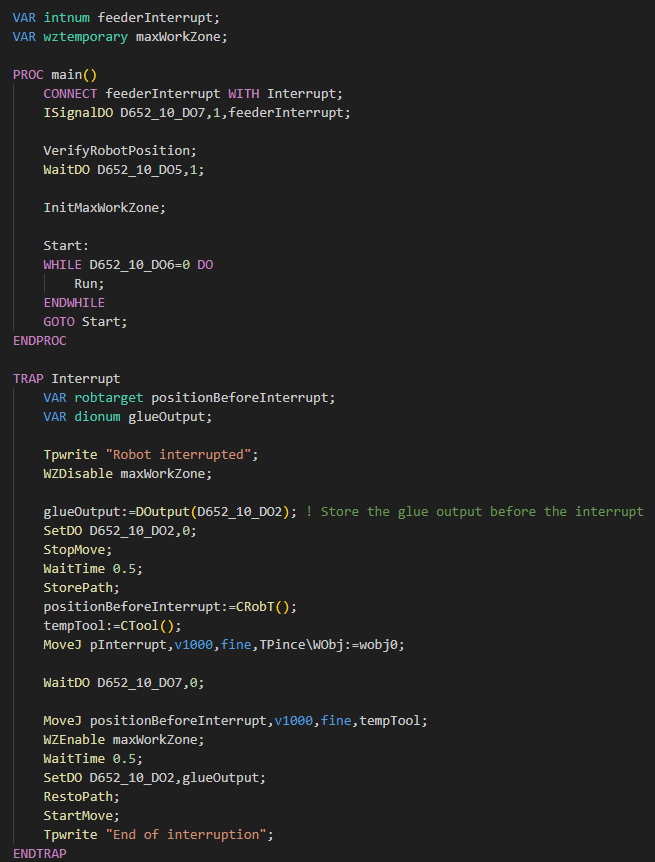 VAR intnum feederInterrupt;
VAR wztemporary maxWorkZone;
PROC main()
CONNECT feederInterrupt WITH Interrupt;
ISignalDO D652_10_DO7,1,feederInterrupt;
VerifyRobotPosition;
WaitDO D652_10_DO5,1;
InitMaxWorkZone;
Start:
WHILE D652_10_DO6=0 DO
Run;
ENDWHILE
GOTO Start;
ENDPROC
TRAP Interrupt
VAR robtarget positionBeforeInterrupt;
VAR dionum glueOutput;
Tpwrite "Robot interrupted";
WZDisable maxWorkZone;
glueOutput:=DOutput(D652_10_DO2); ! Store the glue output before the interrupt
SetDO D652_10_DO2,0;
StopMove;
WaitTime 0.5;
StorePath;
positionBeforeInterrupt:=CRobT();
tempTool:=CTool();
MoveJ pInterrupt,v1000,fine,TPince\WObj:=wobj0;
WaitDO D652_10_DO7,0;
MoveJ positionBeforeInterrupt,v1000,fine,tempTool;
WZEnable maxWorkZone;
WaitTime 0.5;
SetDO D652_10_DO2,glueOutput;
RestoPath;
StartMove;
Tpwrite "End of interruption";
ENDTRAP